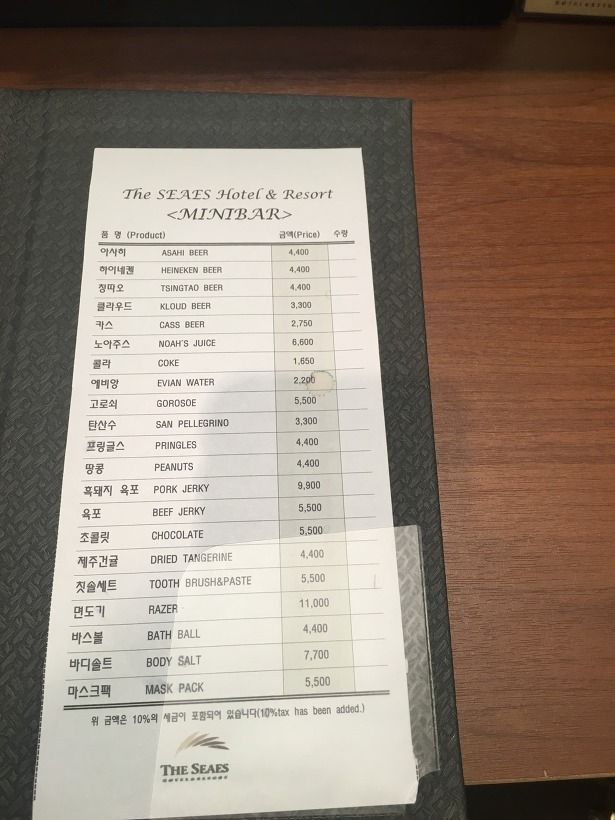 The SEAES Hotel & Resort
<MINIBAR>
품 명 (Product) 금액(Price) 수량
아사히 ASAHI BEER 4,400
하이네켄 HEINEKEN BEER 4,400
칭따오 TSINGTAO BEER 4,400
클라우드 KLOUD BEER 3,300
카스 CASS BEER 2,750
노아주스 NOAH'S JUICE 6,600
콜라 COKE 1,650
에비앙 EVIAN WATER 2,200
고로쇠 GOROSOE 5,500
탄산수 SAN PELLEGRINO 3,300
프링글스 PRINGLES 4,400
땅콩 PEANUTS 4,400
흑돼지 육포 PORK JERKY 9,900
육포 BEEF JERKY 5,500
조콜릿 CHOCOLATE 5,500
제주건귤 DRIED TANGERINE 4,400
칫솔세트 TOOTH BRUSH&PASTE 5,500
면도기 RAZER 11,000
바스볼 BATH BALL 4,400
바디솔트 BODY SALT 7,700
마스크팩 MASK PACK 5,500
위 금액은 10%의 세금이 포함되어 있습니다(10%tax has been added.)
THE SEAES